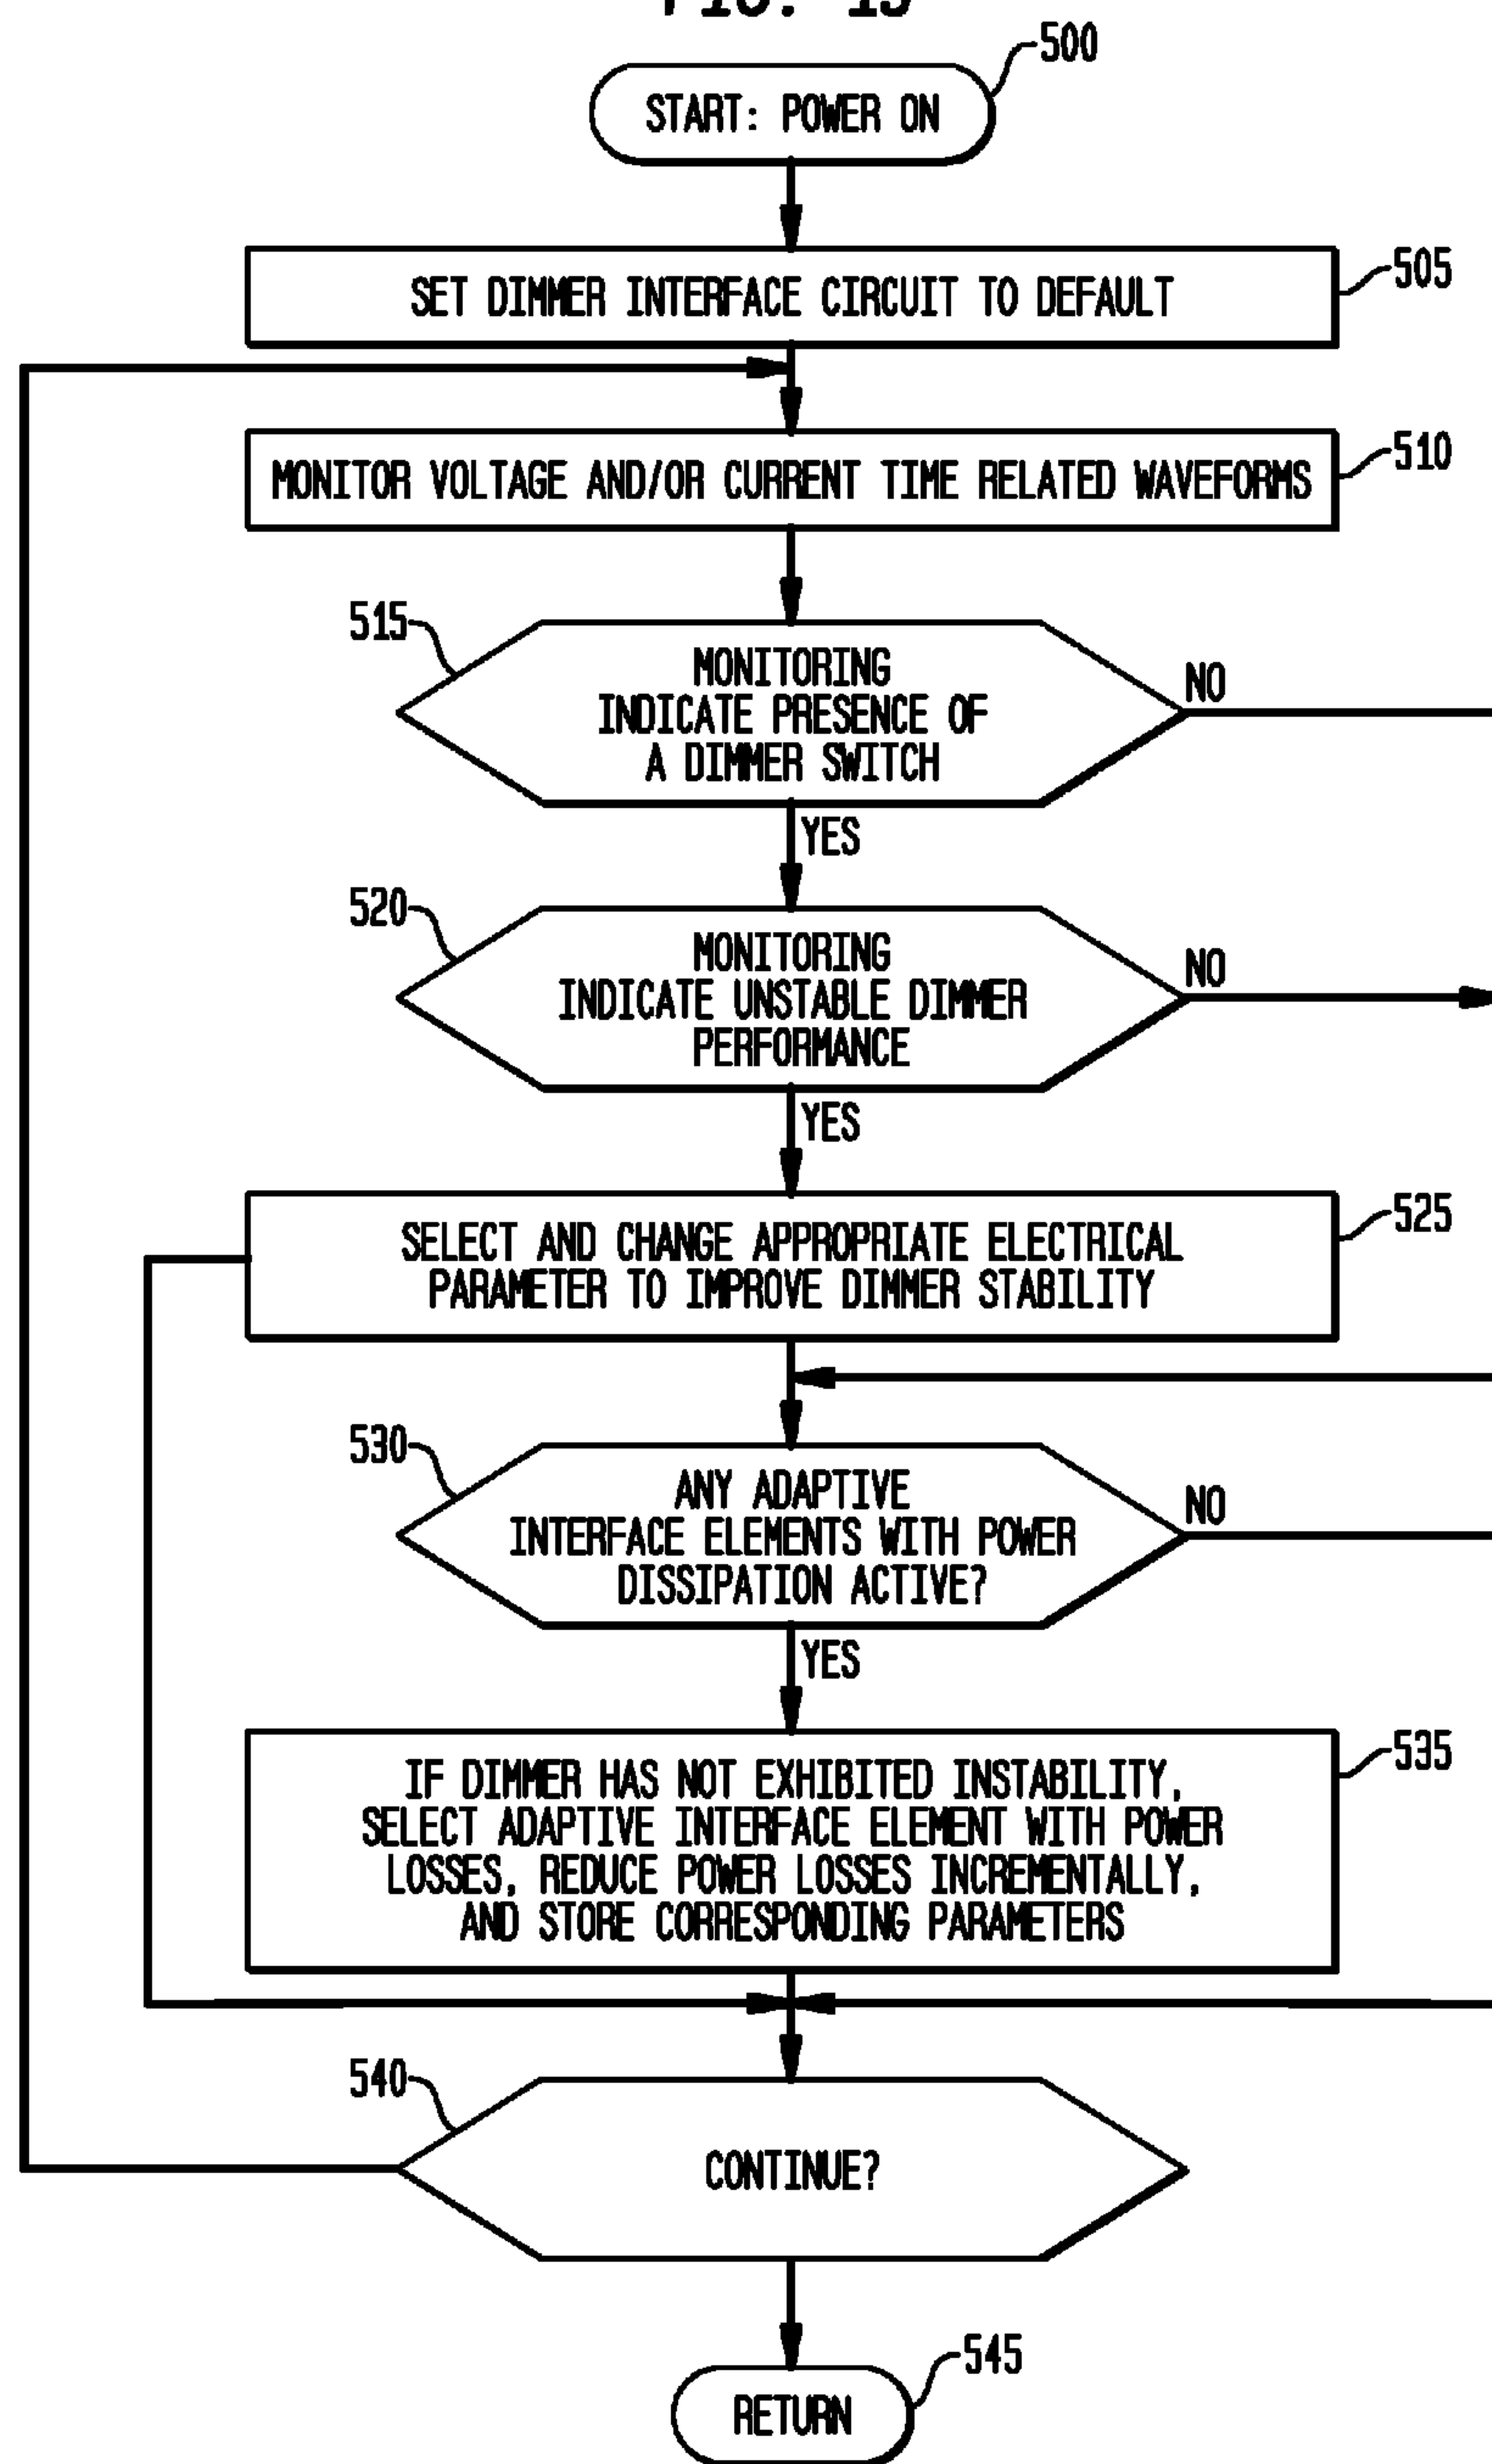 500
START: POWER ON
SET DIMMER INTERFACE CIRCUIT TO DEFAULT
505
MONITOR VOLTAGE AND/OR CURRENT TIME RELATED WAVEFORMS
510
515
MONITORING
INDICATE PRESENCE OF
A DIMMER SWITCH
NO
YES
520
MONITORING
INDICATE UNSTABLE DIMMER
PERFORMANCE
NO
YES
SELECT AND CHANGE APPROPRIATE ELECTRICAL
PARAMETER TO IMPROVE DIMMER STABILITY
525
530
ANY ADAPTIVE
INTERFACE ELEMENTS WITH POWER
DISSIPATION ACTIVE?
NO
YES
IF DIMMER HAS NOT EXHIBITED INSTABILITY,
SELECT ADAPTIVE INTERFACE ELEMENT WITH POWER
LOSSES, REDUCE POWER LOSSES INCREMENTALLY,
AND STORE CORRESPONDING PARAMETERS
535
540
CONTINUE?
545
RETURN